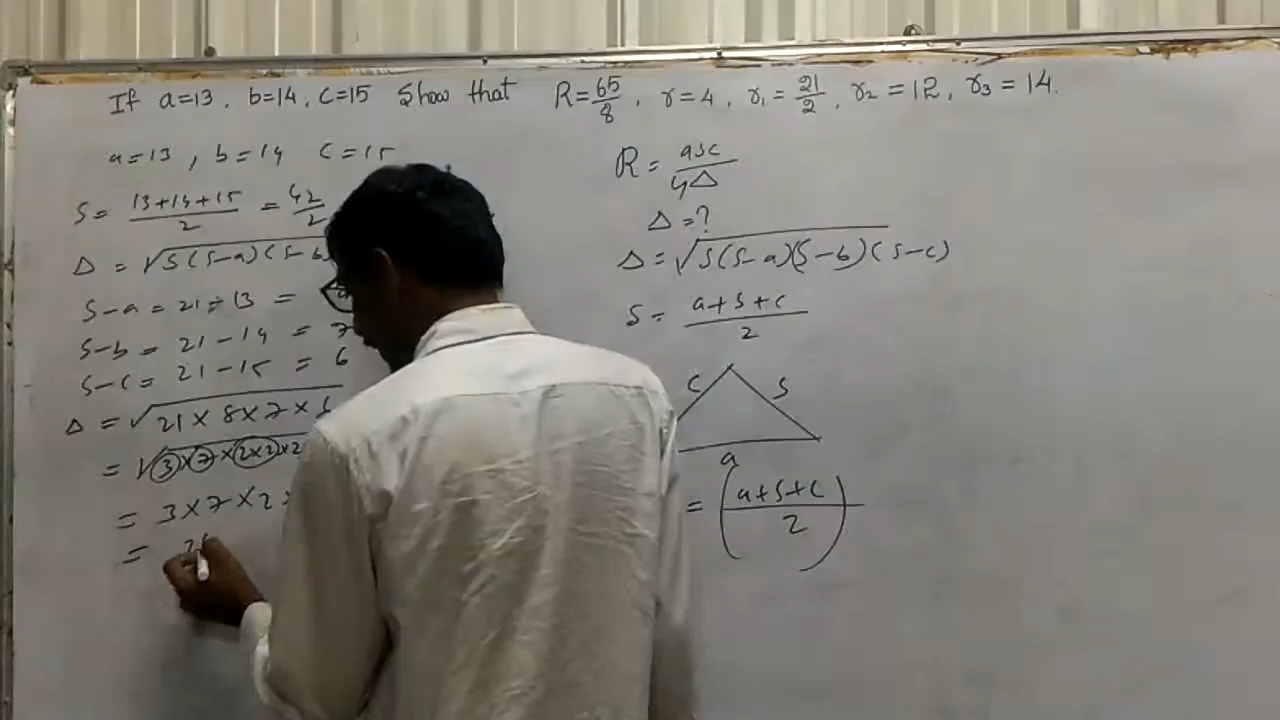 If a=13, b=14, c=15 Show that R=65/8, r=4, r₁=21/2, r₂=12, r₃=14.
a=13, b=14 c=15
S= 13+14+15/2 = 42/2
Δ = √S(S-a)(S-b)
S-a = 21-13 =
S-b = 21-14 = 7
S-c = 21-15 = 6
Δ = √21×8×7×6
= √3×7×2×2×2
= 3×7×2×
=
R = abc/4Δ
Δ=?
Δ=√S(S-a)(S-b)(S-c)
S= a+b+c/2
c b
a
= (a+b+c/2)